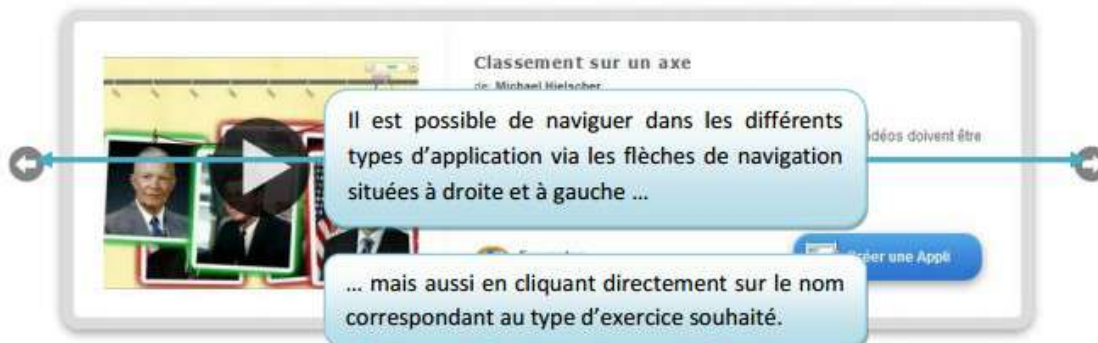 Classement sur un axe
de Michael Hielscher
Il est possible de naviguer dans les différents
types d'application via les flèches de navigation
situées à droite et à gauche ...
vidéos doivent être
... mais aussi en cliquant directement sur le nom
correspondant au type d'exercice souhaité.
Créer une Appli